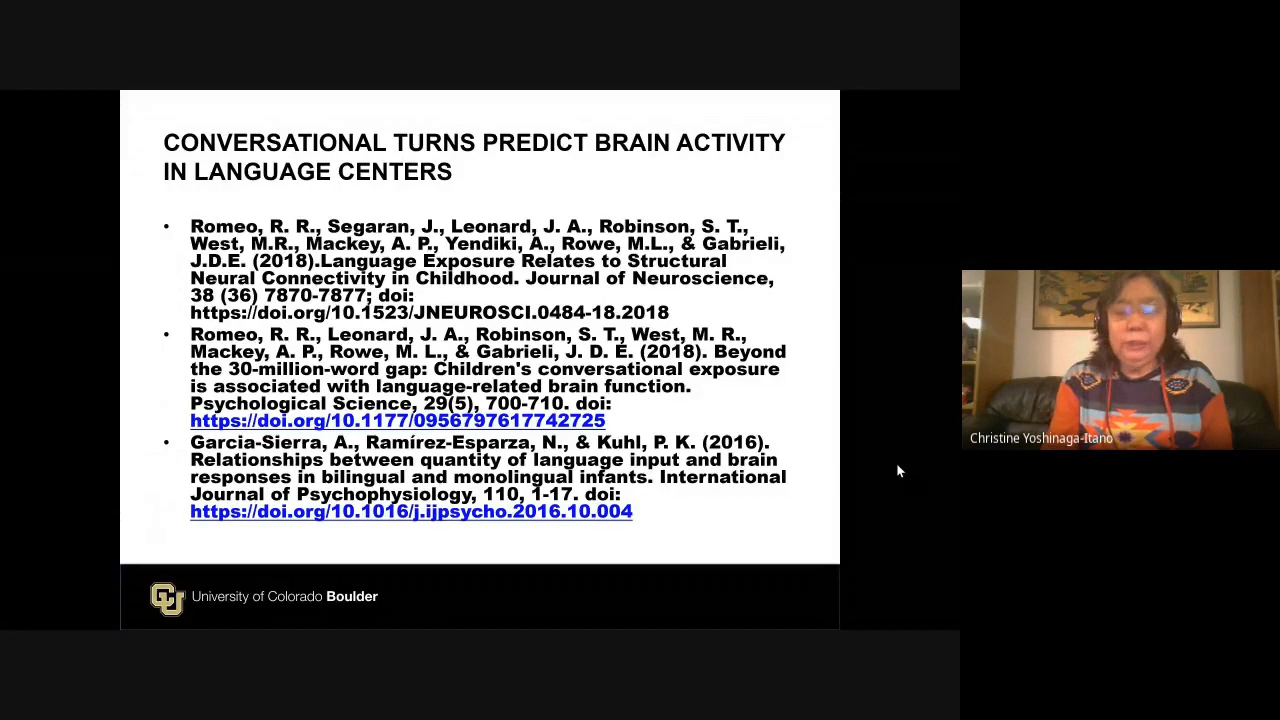 CONVERSATIONAL TURNS PREDICT BRAIN ACTIVITY
IN LANGUAGE CENTERS
• Romeo, R. R., Segaran, J., Leonard, J. A., Robinson, S. T.,
West, M.R., Mackey, A. P., Yendiki, A., Rowe, M.L., & Gabrieli,
J.D.E. (2018).Language Exposure Relates to Structural
Neural Connectivity in Childhood. Journal of Neuroscience,
38 (36) 7870-7877; doi:
https://doi.org/10.1523/JNEUROSCI.0484-18.2018
• Romeo, R. R., Leonard, J. A., Robinson, S. T., West, M. R.,
Mackey, A. P., Rowe, M. L., & Gabrieli, J. D. E. (2018). Beyond
the 30-million-word gap: Children's conversational exposure
is associated with language-related brain function.
Psychological Science, 29(5), 700-710. doi:
https://doi.org/10.1177/0956797617742725
• Garcia-Sierra, A., Ramírez-Esparza, N., & Kuhl, P. K. (2016).
Relationships between quantity of language input and brain
responses in bilingual and monolingual infants. International
Journal of Psychophysiology, 110, 1-17. doi:
https://doi.org/10.1016/j.ijpsycho.2016.10.004
CU University of Colorado Boulder
Christine Yoshinaga-Itano